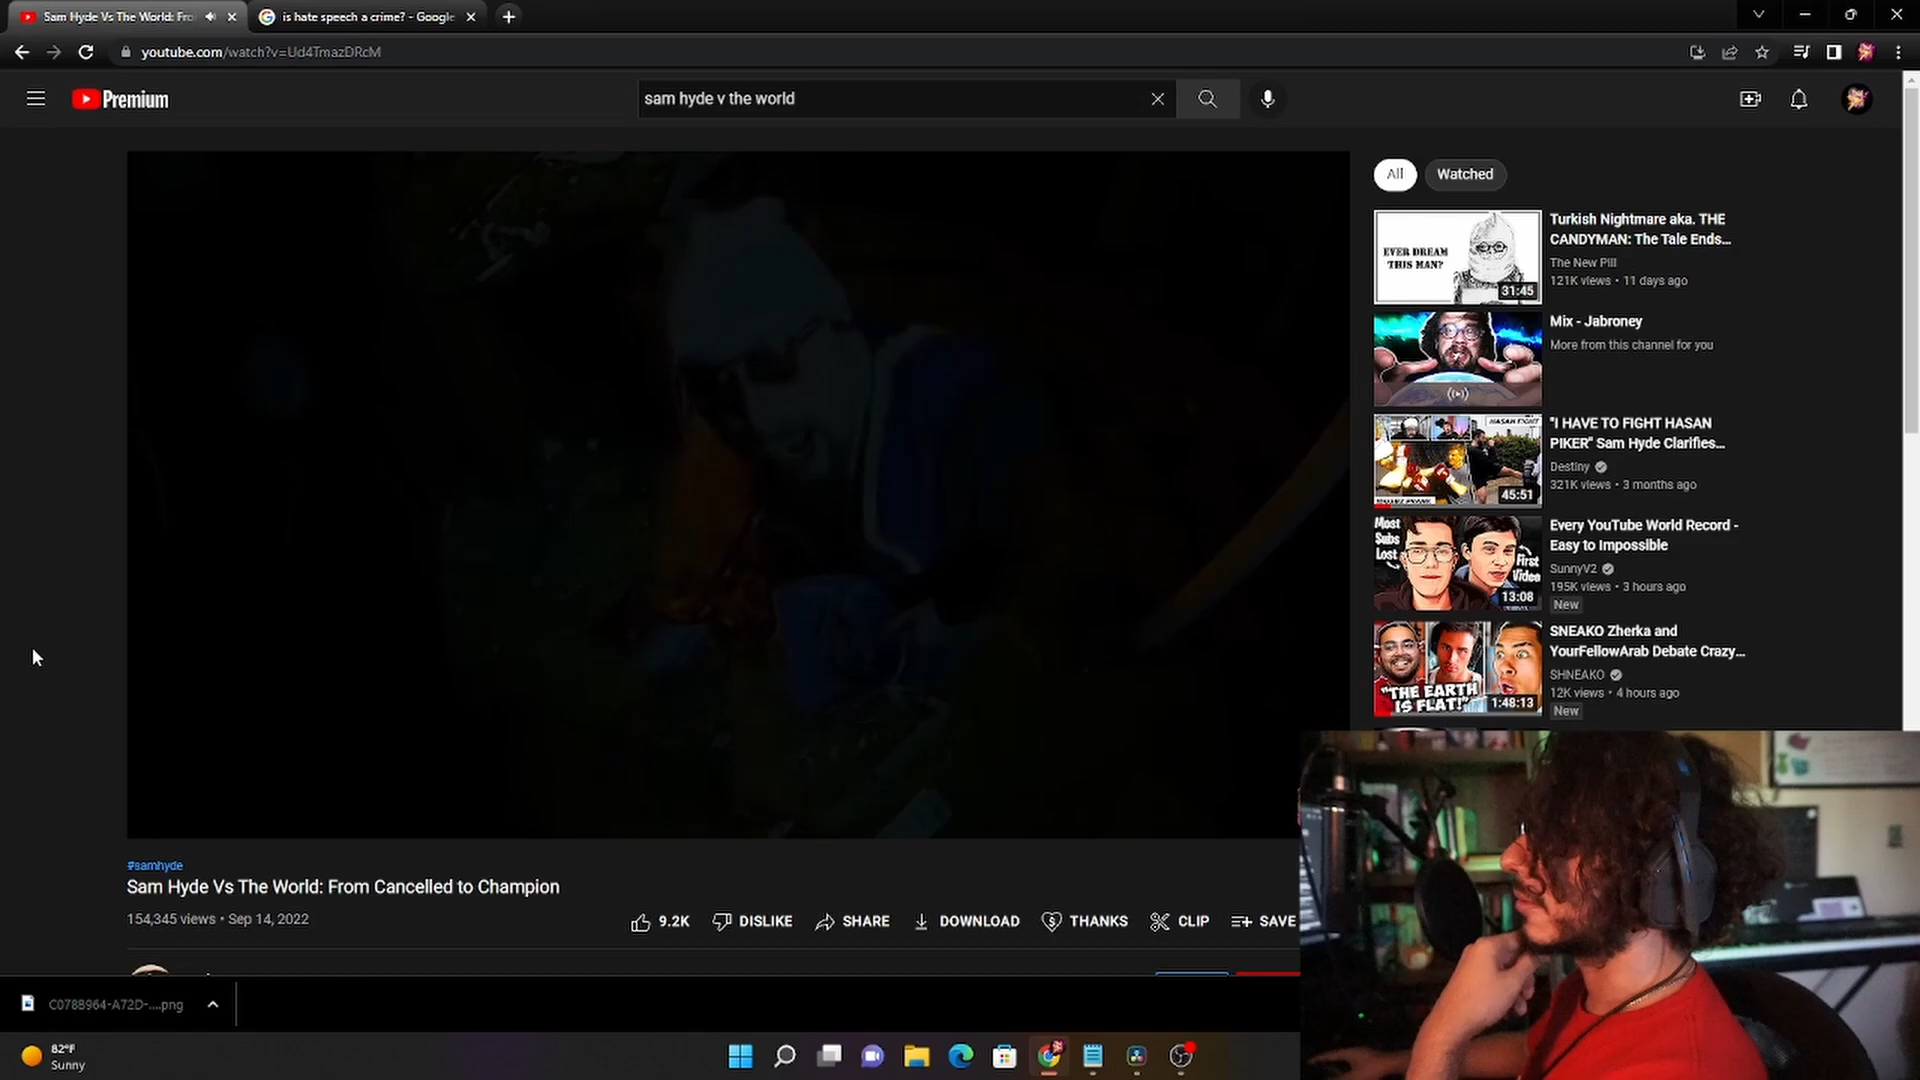 Sam Hyde Vs The World: Fro
is hate speech a crime? - Google
youtube.com/watch?v=Ud4TmazDRcM
Premium
sam hyde v the world
All
Watched
EVER DREAM
THIS MAN?
31:45
Turkish Nightmare aka. THE
CANDYMAN: The Tale Ends...
The New Pill
121K views • 11 days ago
Mix - Jabroney
More from this channel for you
HASAN FIGHT
45:51
"I HAVE TO FIGHT HASAN
PIKER" Sam Hyde Clarifies...
Destiny
321K views • 3 months ago
Most
Subs
Lost
First
Video
13:08
Every YouTube World Record -
Easy to Impossible
SunnyV2
195K views • 3 hours ago
New
"THE EARTH
IS FLAT!"
1:48:13
SNEAKO Zherka and
YourFellowArab Debate Crazy...
SHNEAKO
12K views • 4 hours ago
New
#samhyde
Sam Hyde Vs The World: From Cancelled to Champion
154,345 views • Sep 14, 2022
9.2K
DISLIKE
SHARE
DOWNLOAD
THANKS
CLIP
SAVE
C078B964-A72D-....png
82°F
Sunny